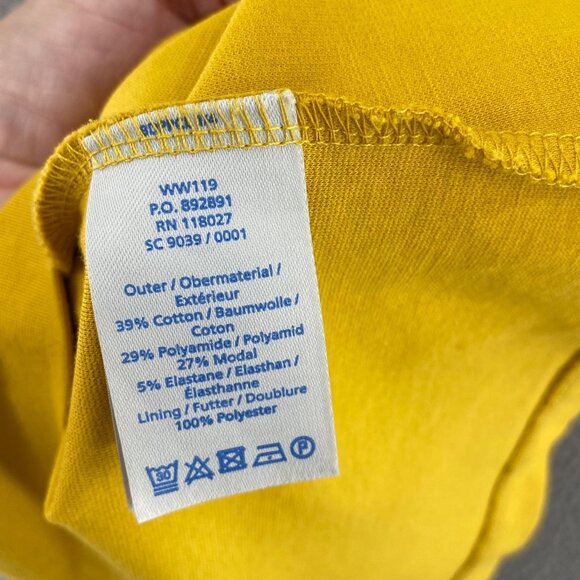 WW119
P.O. 892891
RN 118027
SC 9039 / 0001
Outer / Obermaterial /
Extérieur
39% Cotton / Baumwolle /
Coton
29% Polyamide / Polyamid
27% Modal
5% Elastane / Elasthan /
Élasthanne
Lining / Futter / Doublure
100% Polyester
30
R